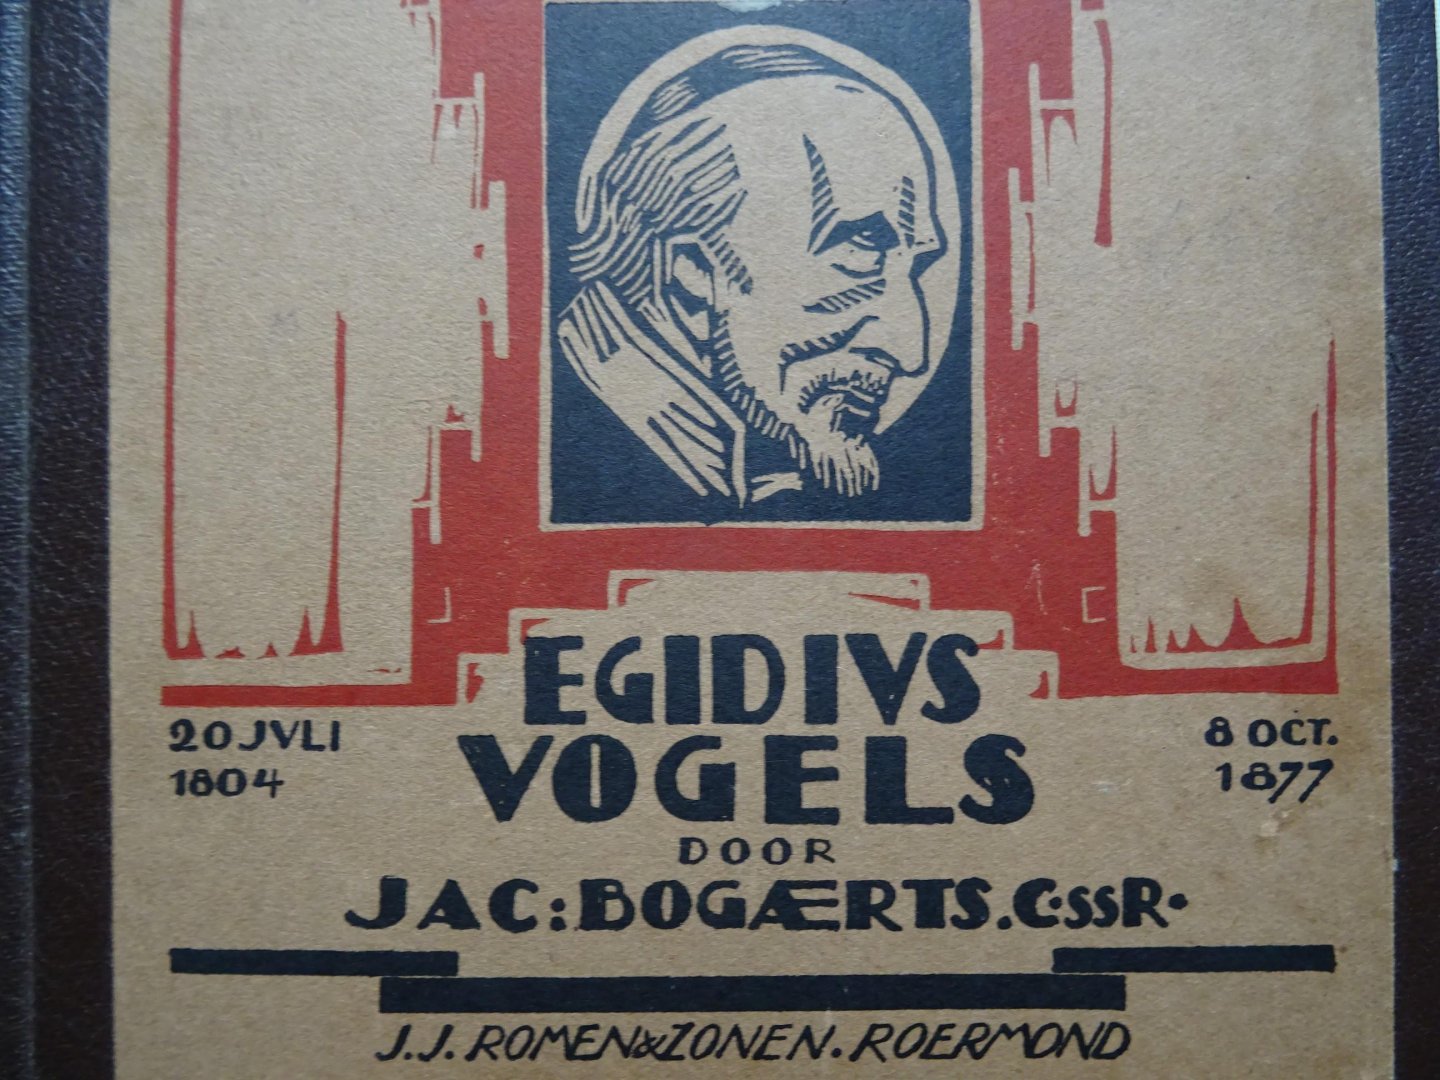 EGIDIVS
VOGELS
20 JVLI
1804
8 OCT.
1877
DOOR
JAC: BOGÆRTS. C.SSR.
J.J. ROMEN & ZONEN. ROERMOND